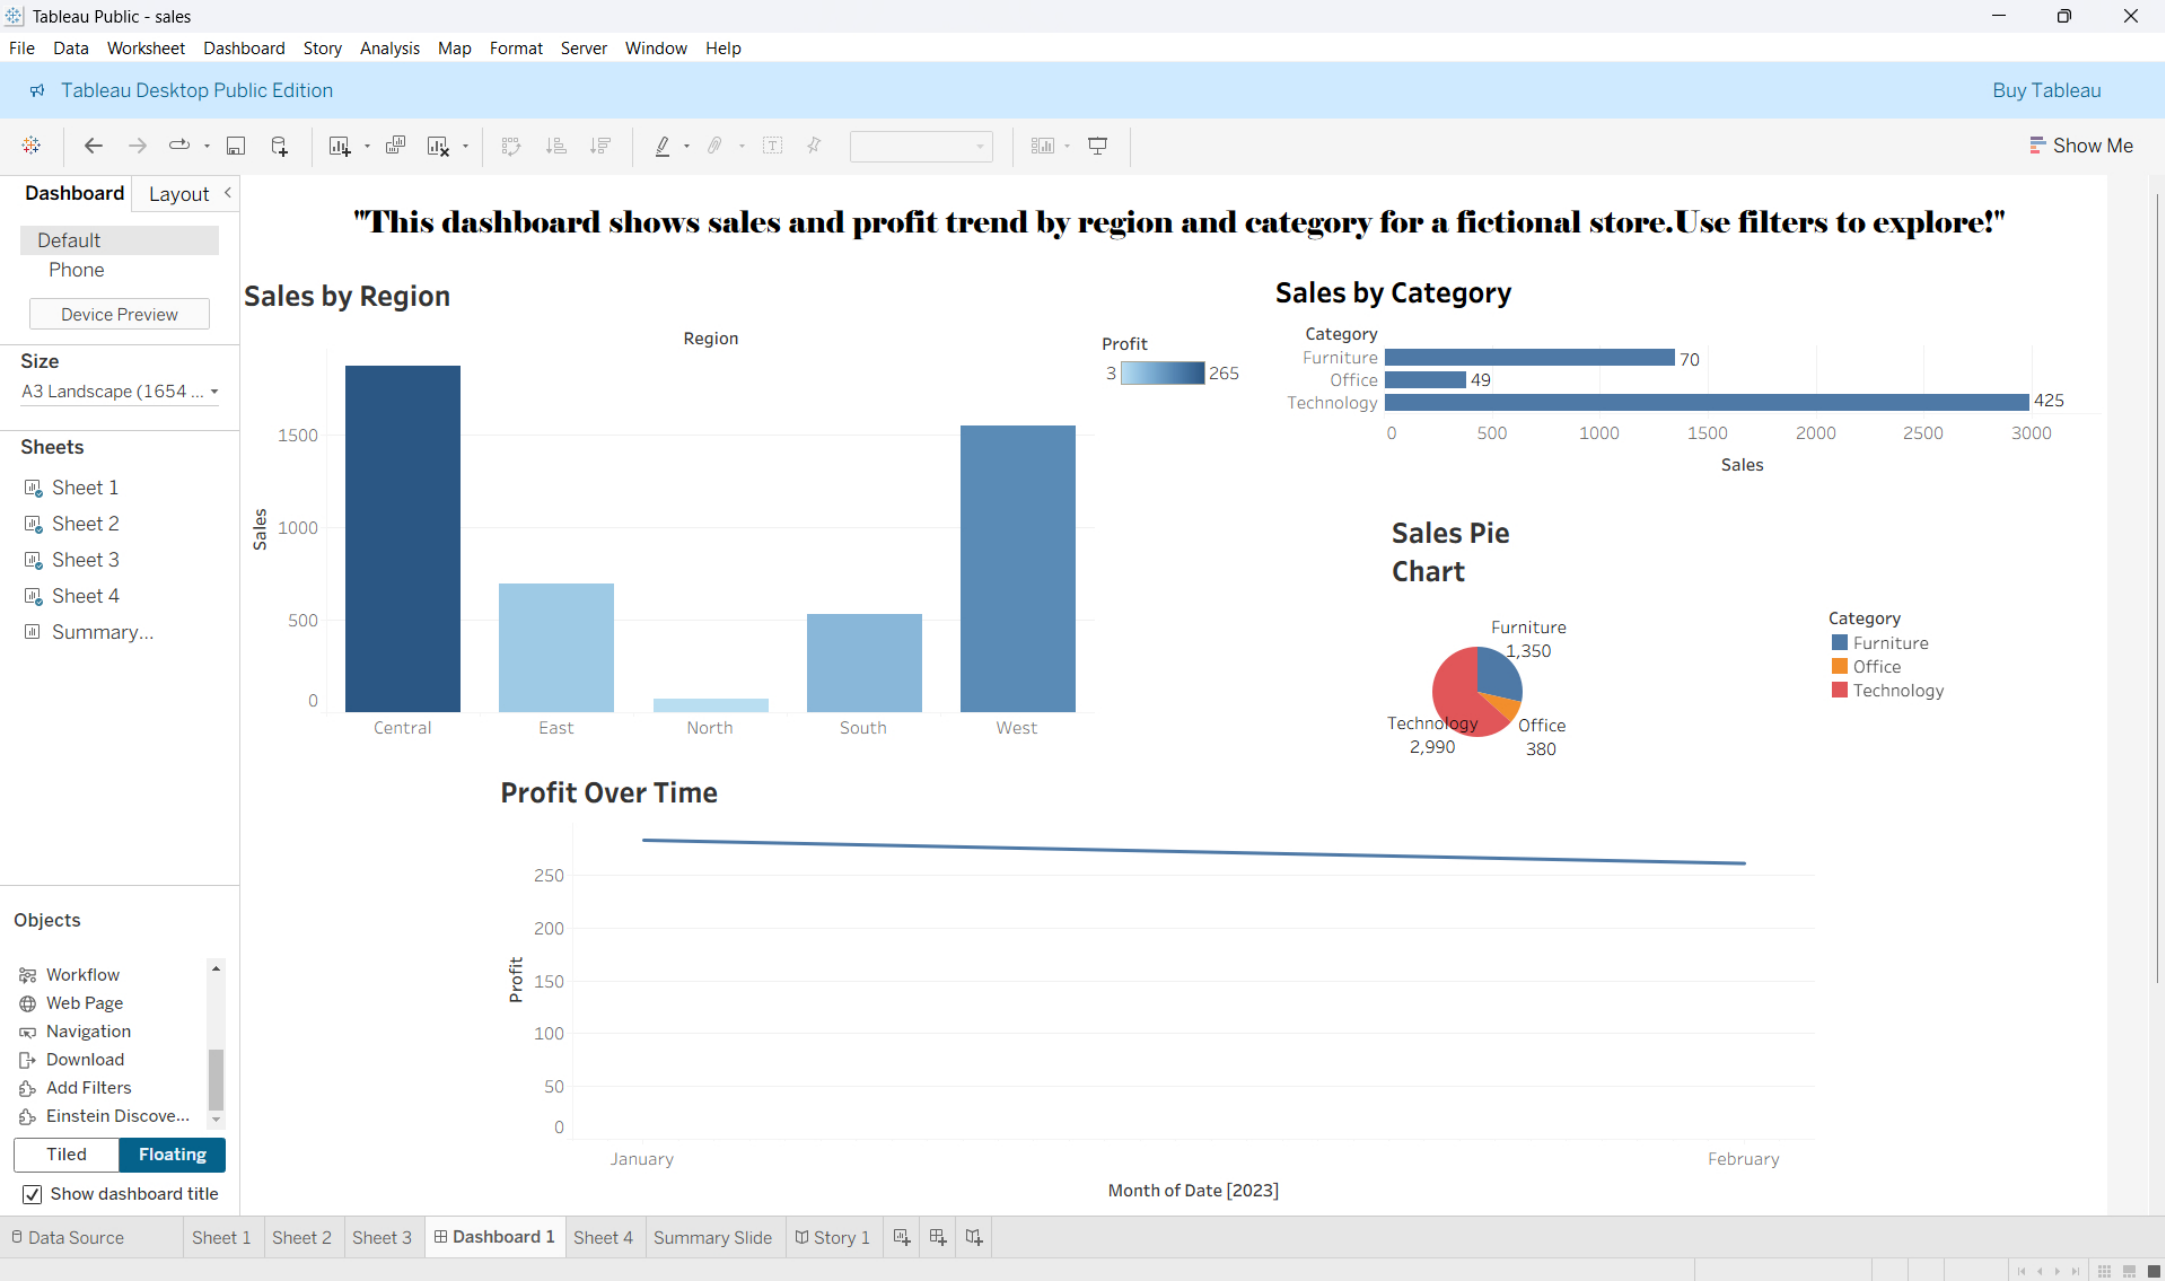 Tableau Public - sales
File Data Worksheet Dashboard Story Analysis Map Format Server Window Help
Tableau Desktop Public Edition
Buy Tableau
Show Me
Dashboard Layout
Default
Phone
Device Preview
Size
A3 Landscape (1654 ...
Sheets
Sheet 1
Sheet 2
Sheet 3
Sheet 4
Summary...
Objects
Workflow
Web Page
Navigation
Download
Add Filters
Einstein Discove...
Tiled Floating
Show dashboard title
"This dashboard shows sales and profit trend by region and category for a fictional store.Use filters to explore!"
Sales by Region
Region
Sales
1500
1000
500
0
Central East North South West
Profit
3 265
Sales by Category
Category
Furniture 70
Office 49
Technology 425
0 500 1000 1500 2000 2500 3000
Sales
Sales Pie
Chart
Furniture
1,350
Technology
2,990
Office
380
Category
Furniture
Office
Technology
Profit Over Time
Profit
250
200
150
100
50
0
January February
Month of Date [2023]
Data Source Sheet 1 Sheet 2 Sheet 3 Dashboard 1 Sheet 4 Summary Slide Story 1